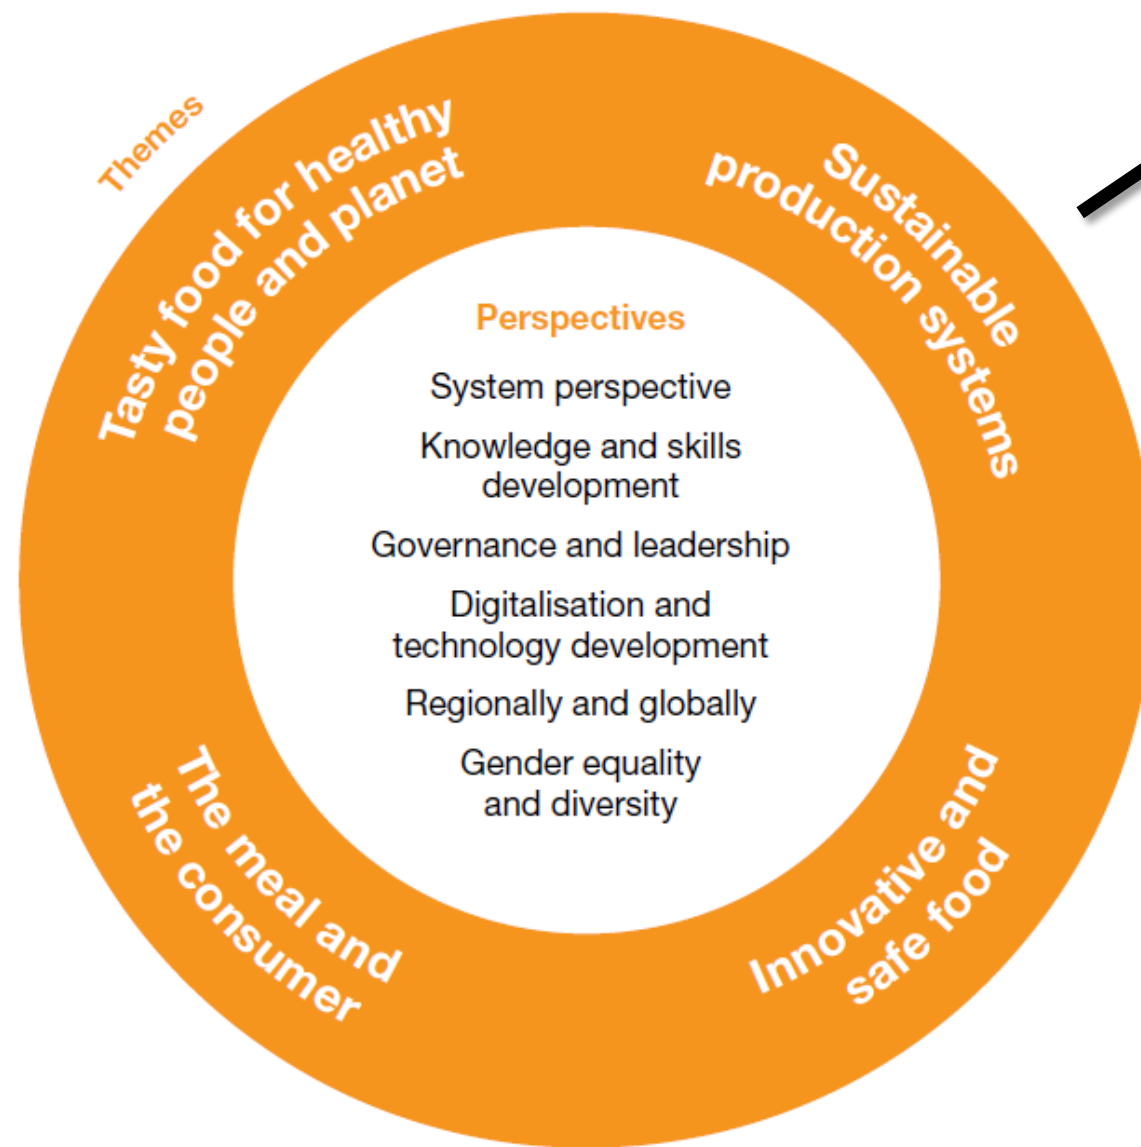 Themes
Tasty food for healthy
people and planet
Sustainable
production systems
Perspectives
System perspective
Knowledge and skills
development
Governance and leadership
Digitalisation and
technology development
Regionally and globally
Gender equality
and diversity
The meal and
the consumer
Innovative and
safe food